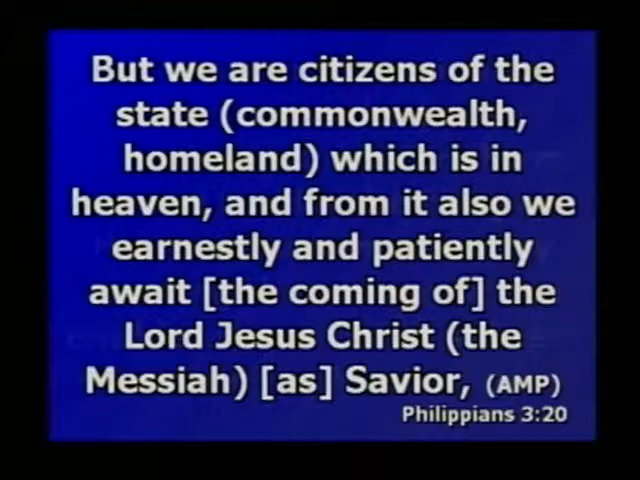 But we are citizens of the
state (commonwealth,
homeland) which is in
heaven, and from it also we
earnestly and patiently
await [the coming of] the
Lord Jesus Christ (the
Messiah) [as] Savior, (AMP)
Philippians 3:20